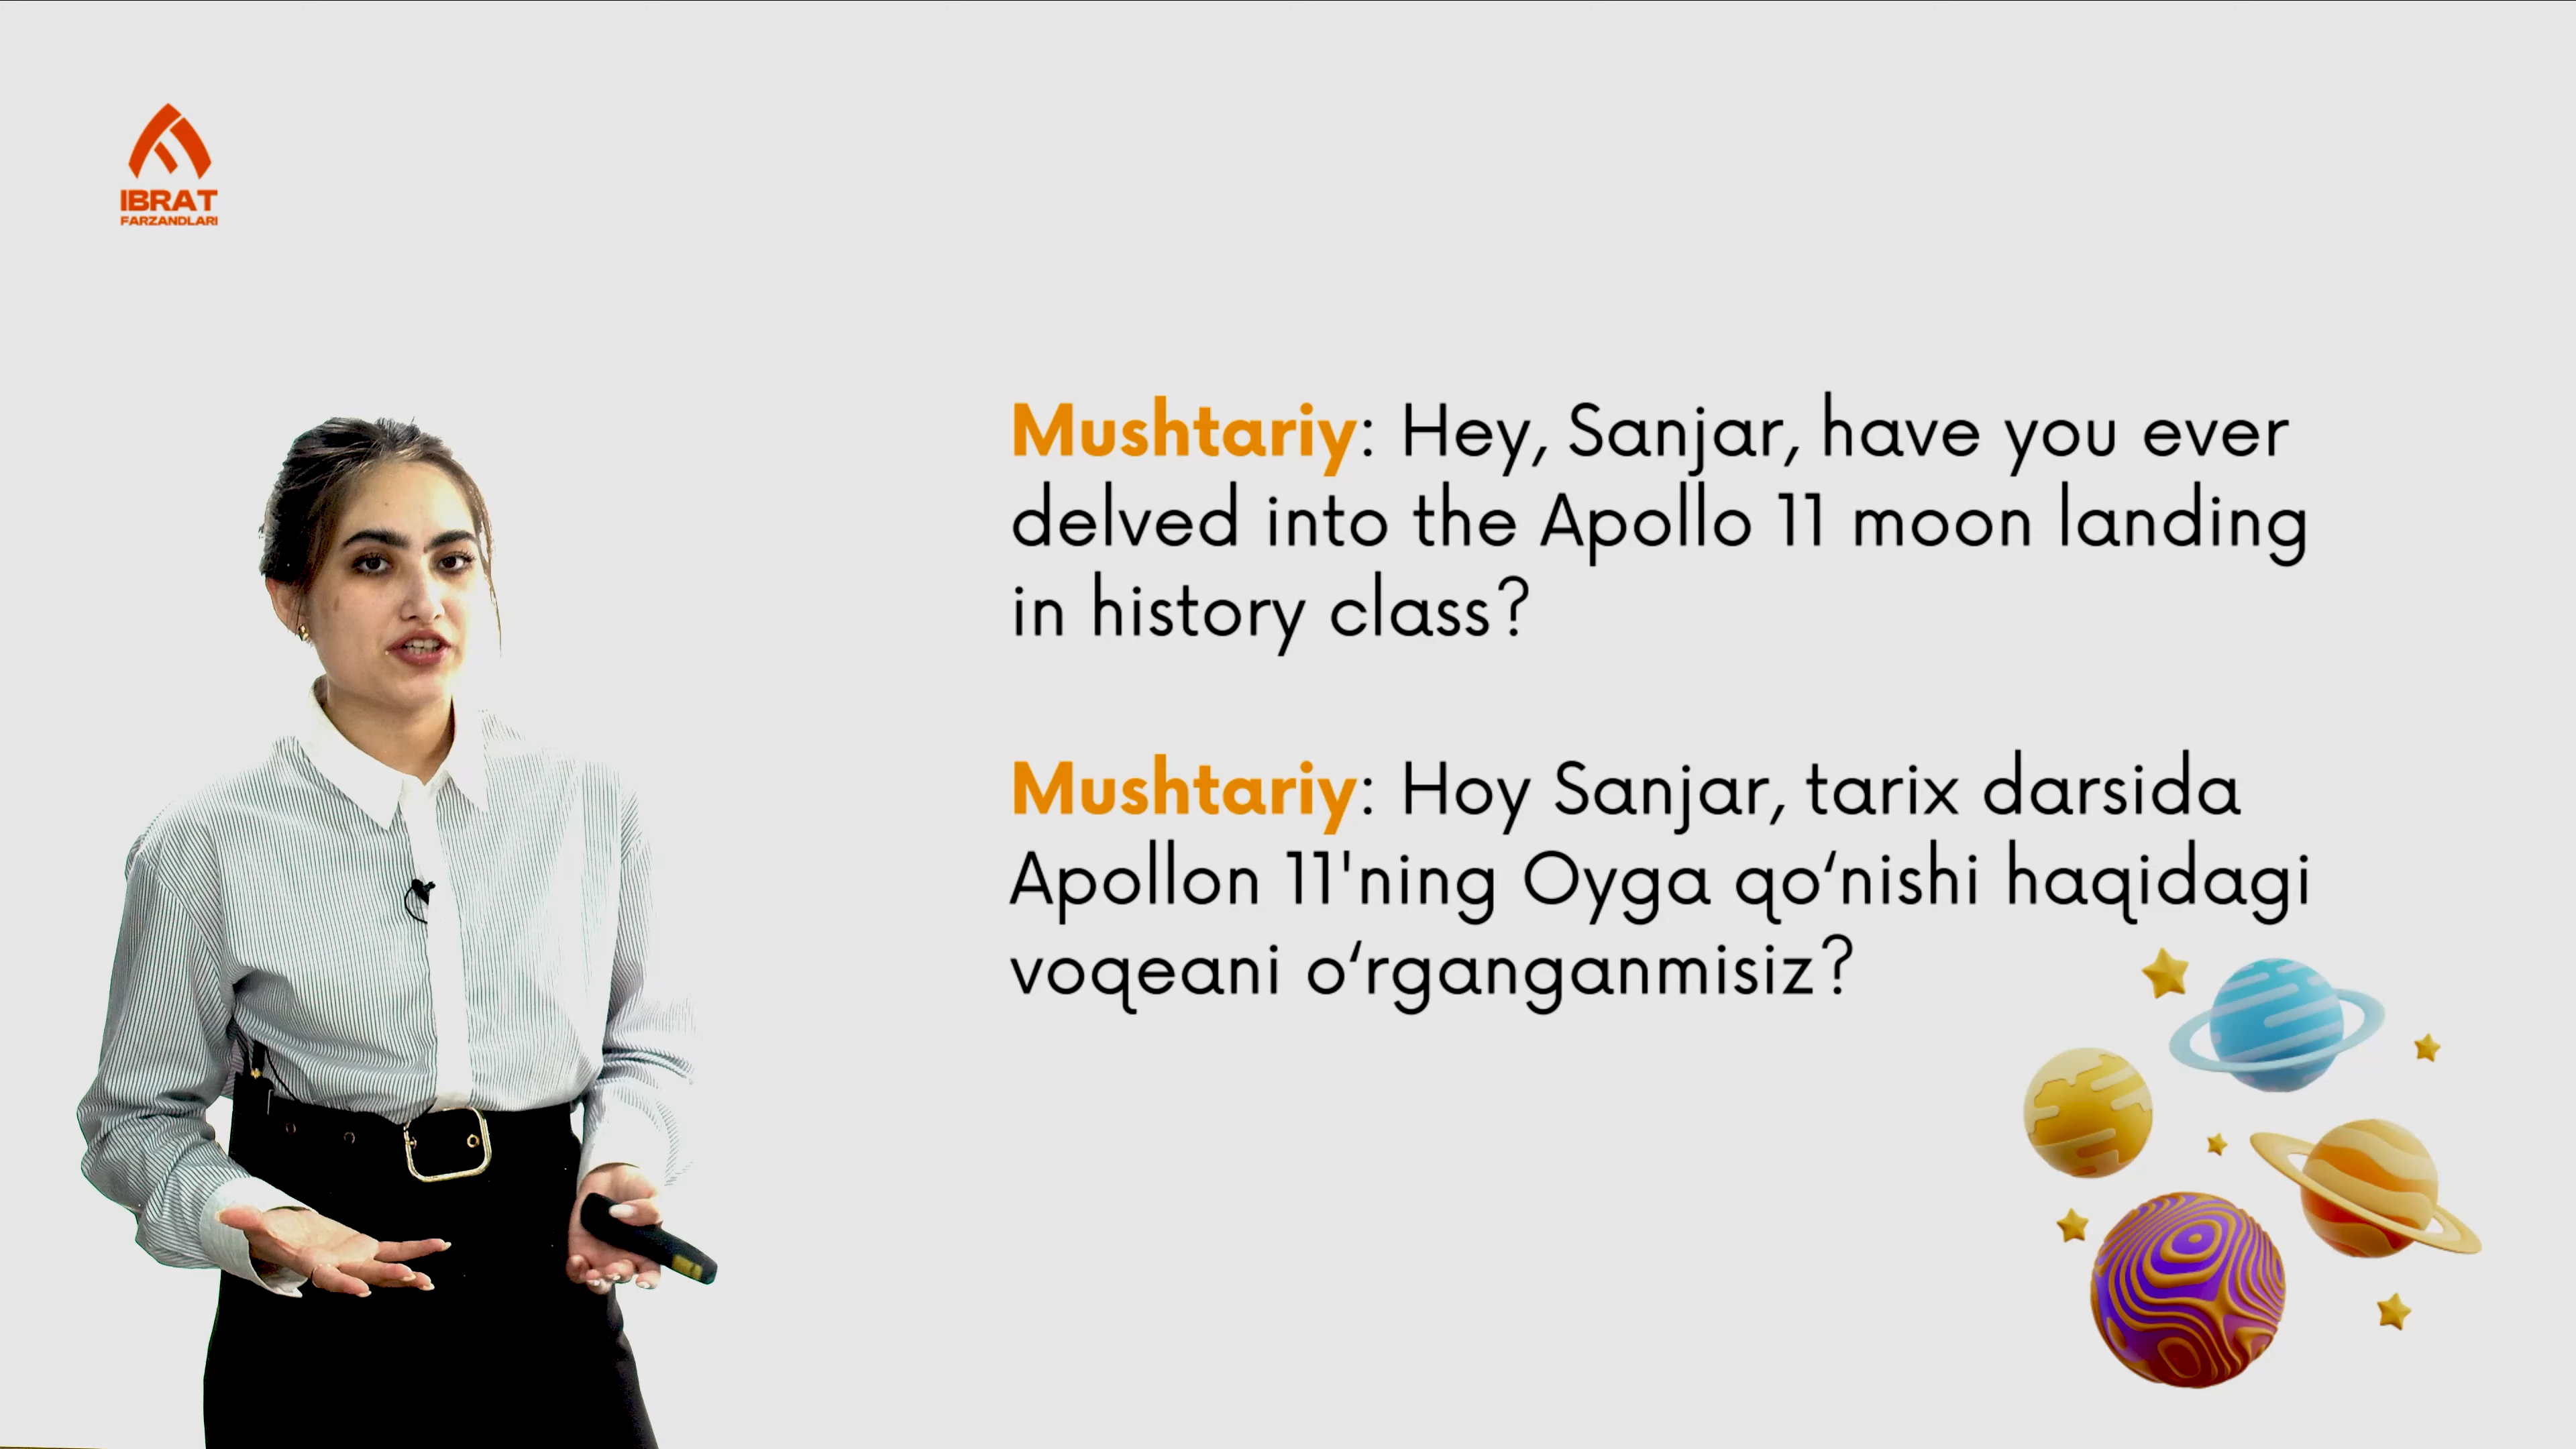 IBRAT
FARZANDLARI
Mushtariy: Hey, Sanjar, have you ever
delved into the Apollo 11 moon landing
in history class?
Mushtariy: Hoy Sanjar, tarix darsida
Apollon 11'ning Oyga qo‘nishi haqidagi
voqeani o‘rganganmisiz?